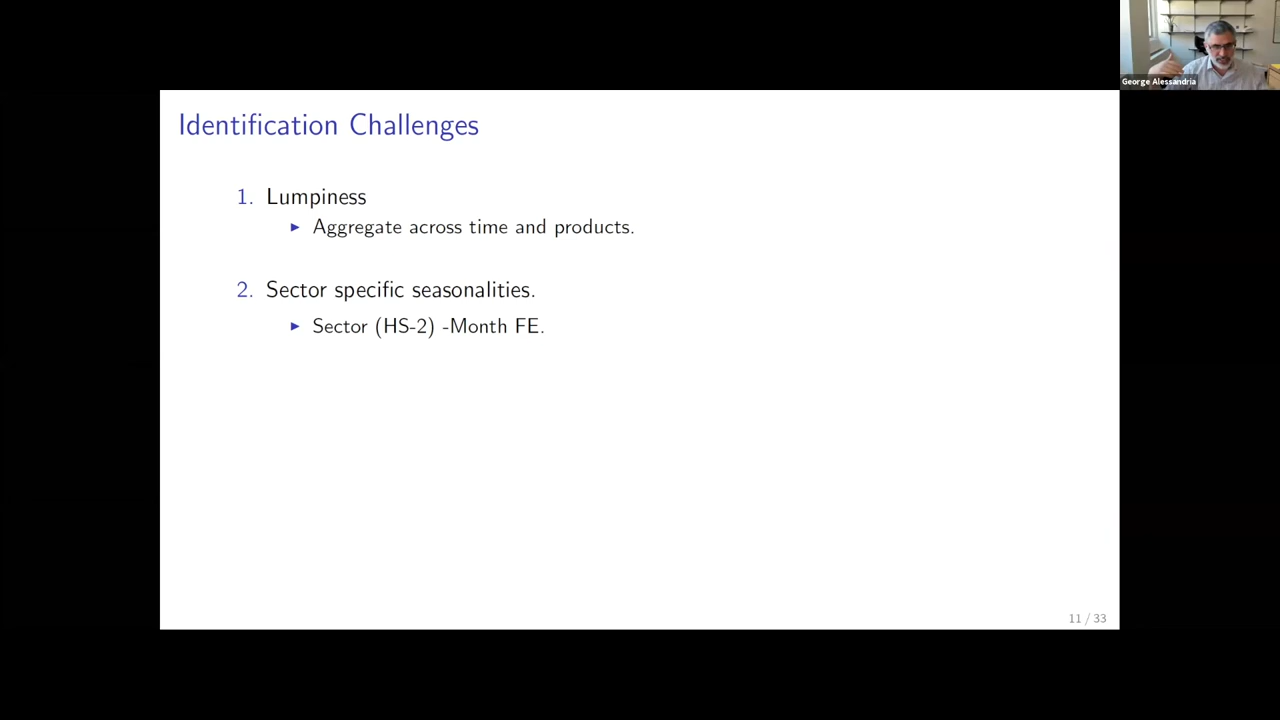 George Alessandria
Identification Challenges
1. Lumpiness
▶ Aggregate across time and products.
2. Sector specific seasonalities.
▶ Sector (HS-2) -Month FE.
11 / 33